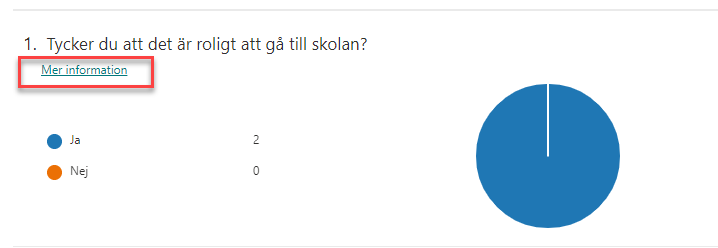 1. Tycker du att det är roligt att gå till skolan?
Mer information
Ja 2
Nej 0